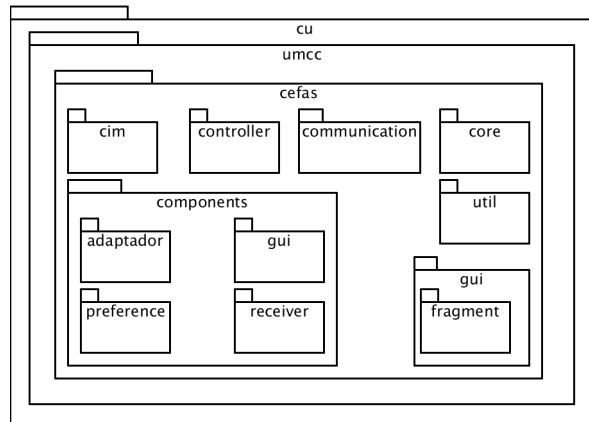 cu
umcc
cefas
cim
controller
communication
core
components
util
adaptador
gui
gui
preference
receiver
fragment